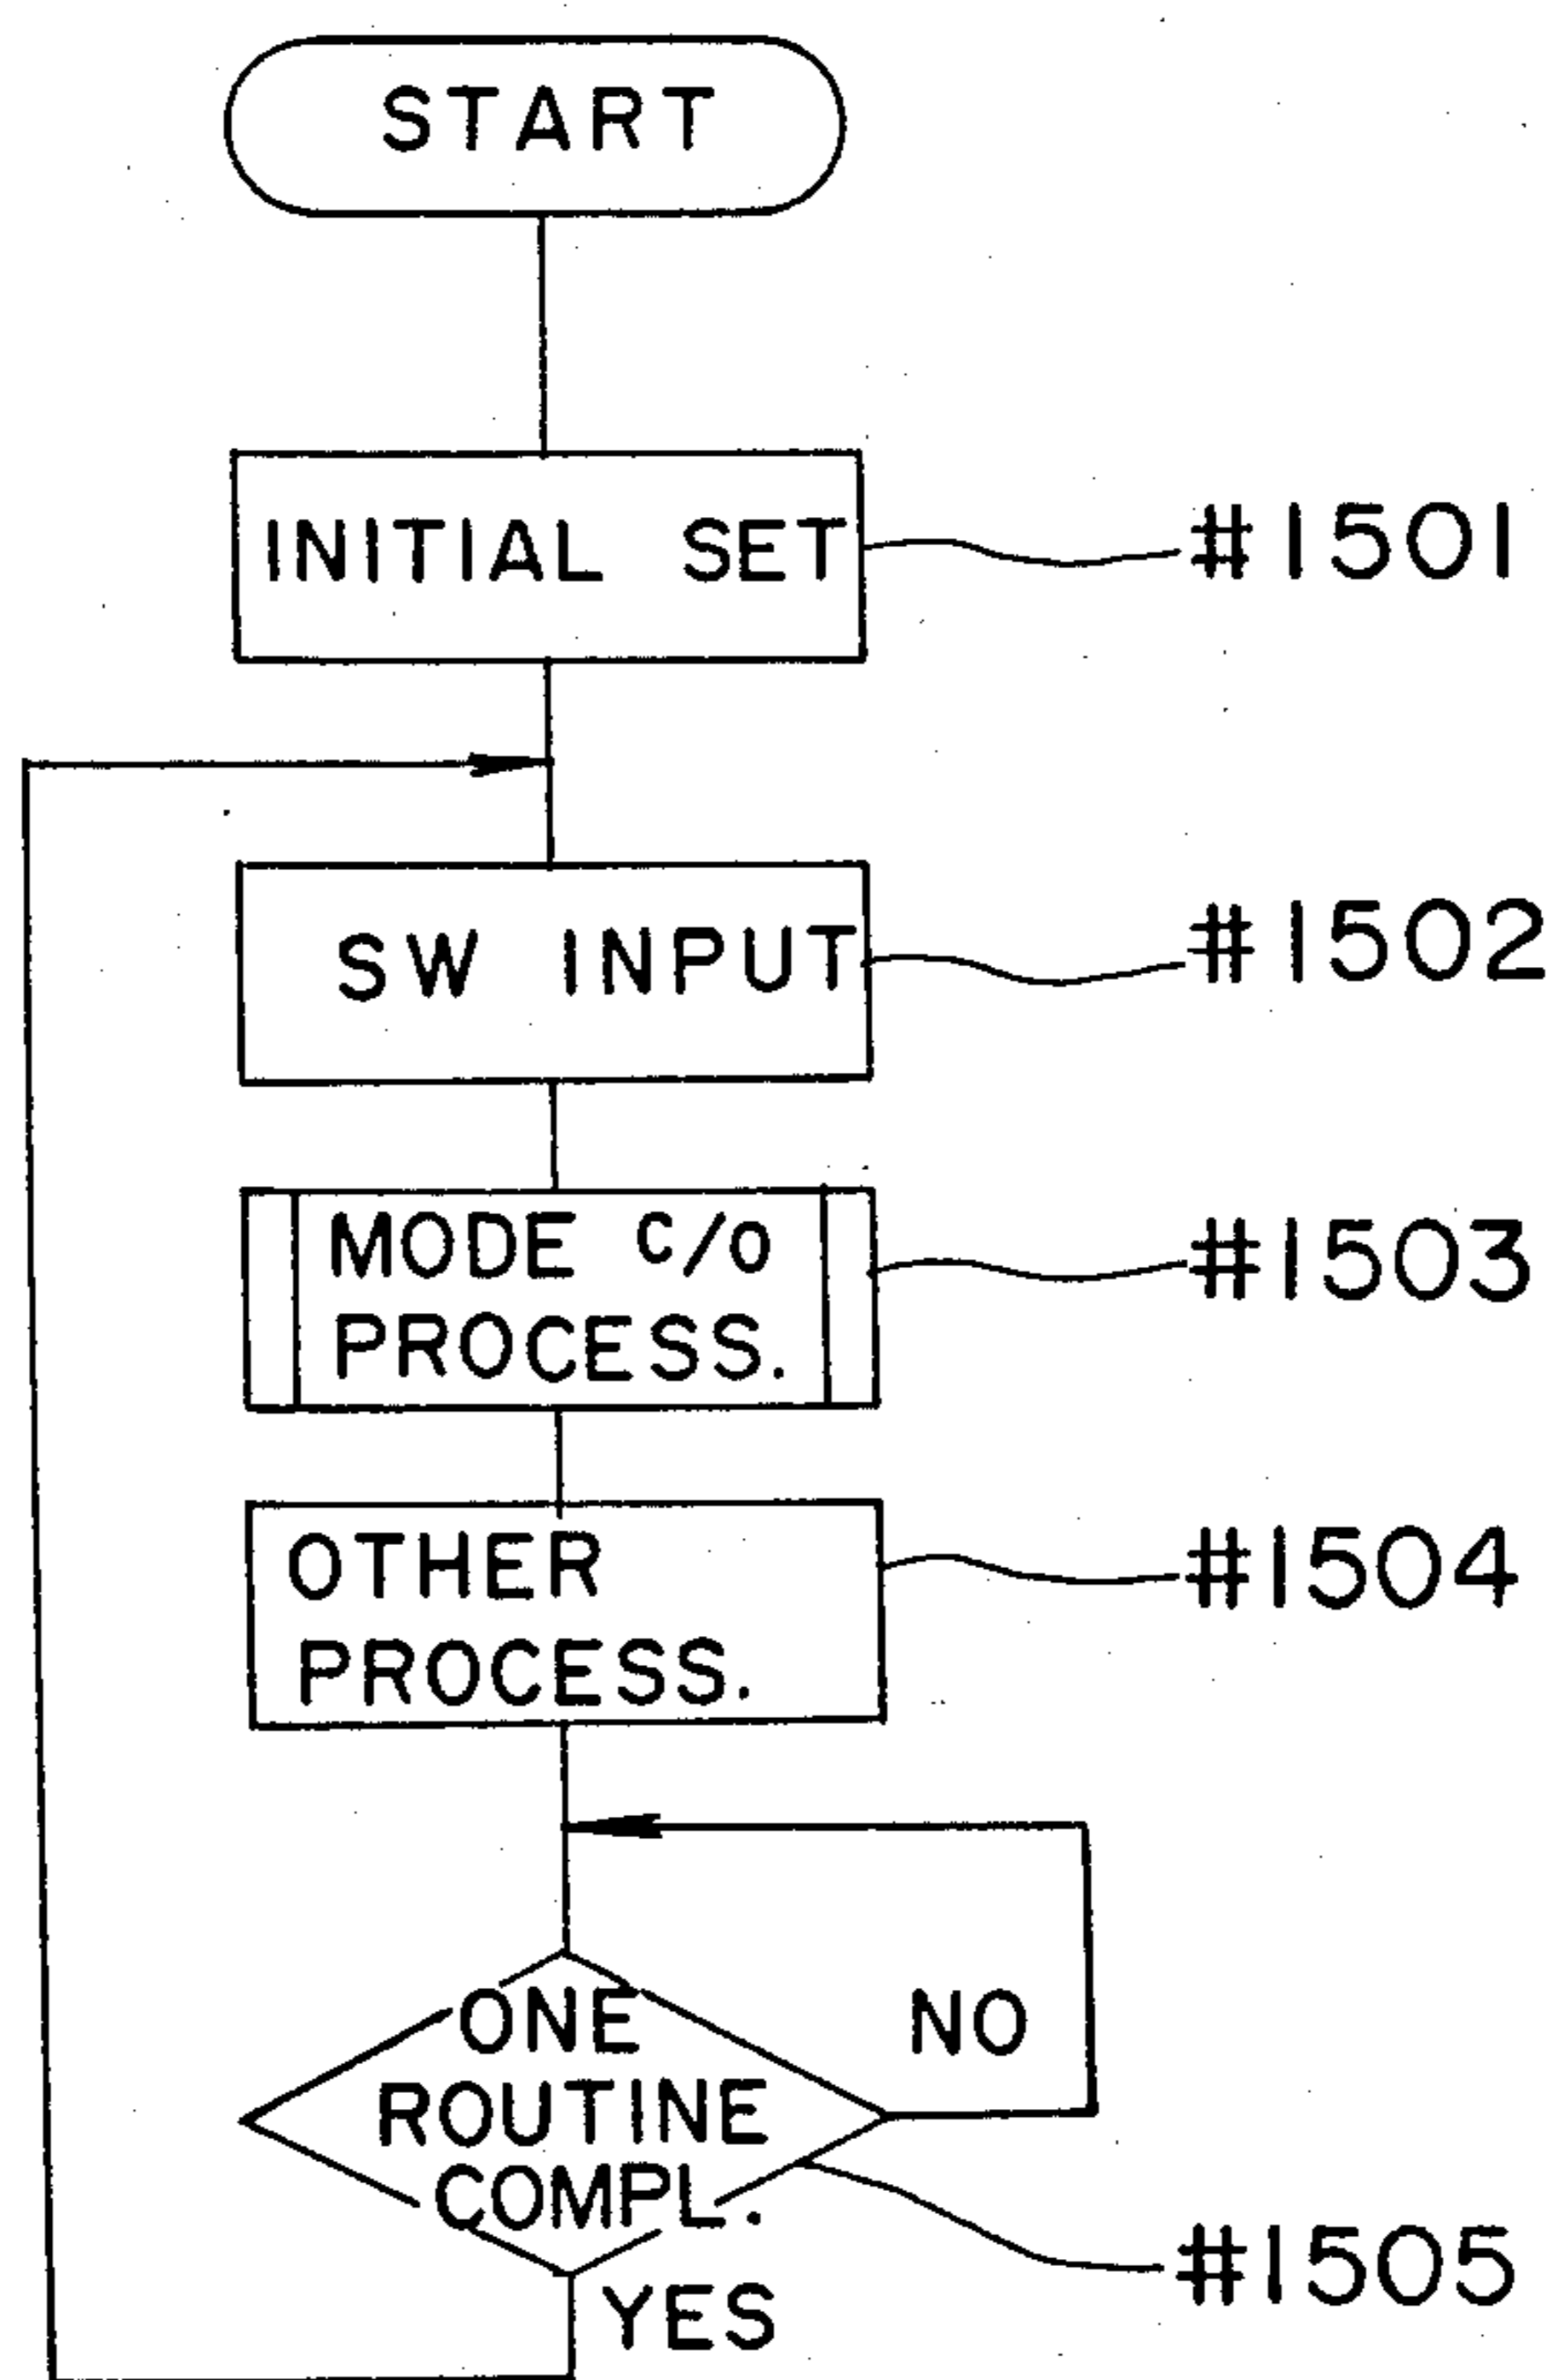 START
INITIAL SET
#1501
SW INPUT
#1502
MODE C/O
PROCESS.
#1503
OTHER
PROCESS.
#1504
ONE
ROUTINE
COMPL.
NO
#1505
YES